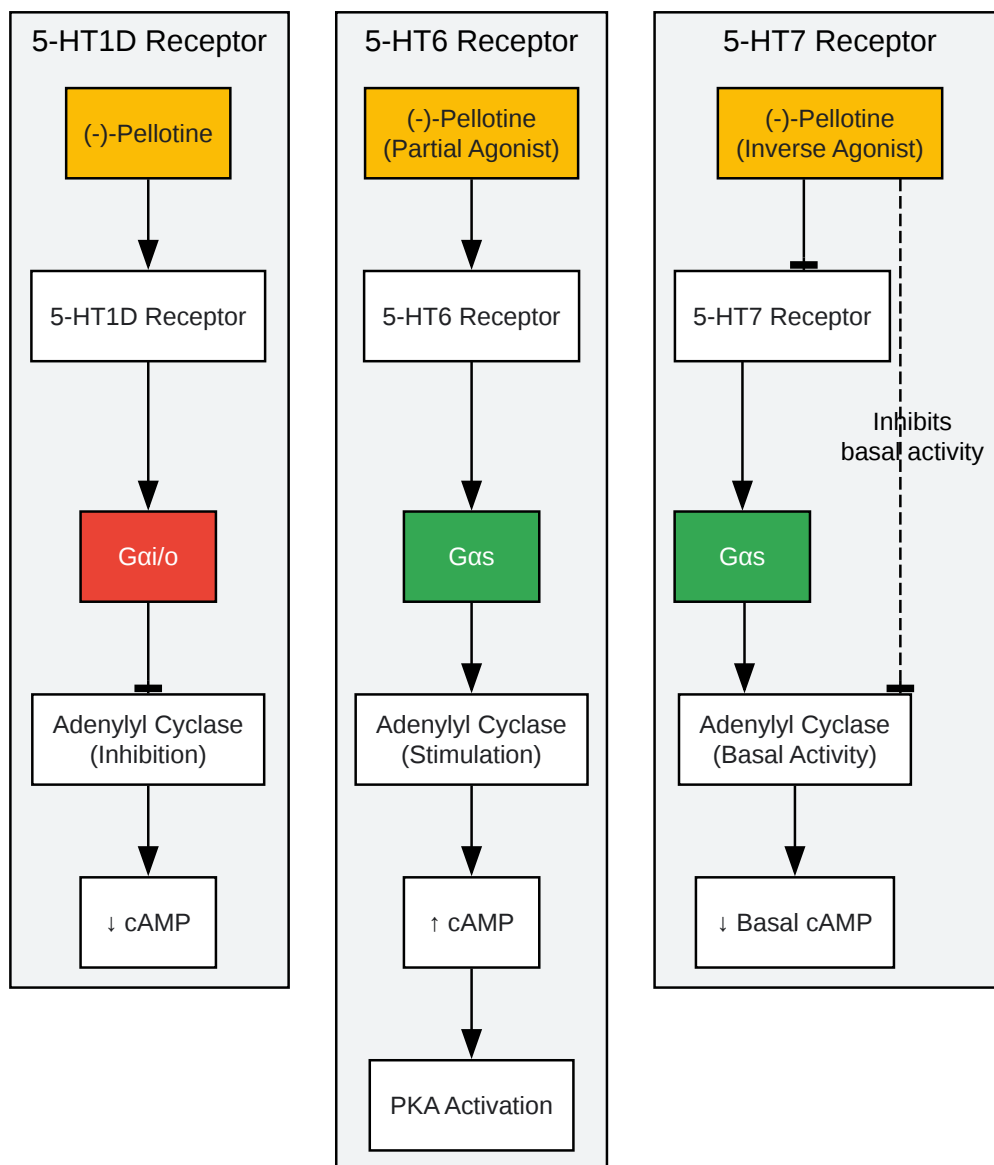 5-HT1D Receptor
(-)-Pellotine
5-HT1D Receptor
Gαi/o
Adenylyl Cyclase
(Inhibition)
↓ cAMP
5-HT6 Receptor
(-)-Pellotine
(Partial Agonist)
5-HT6 Receptor
Gαs
Adenylyl Cyclase
(Stimulation)
↑ cAMP
PKA Activation
5-HT7 Receptor
(-)-Pellotine
(Inverse Agonist)
5-HT7 Receptor
Inhibits
basal activity
Gαs
Adenylyl Cyclase
(Basal Activity)
↓ Basal cAMP